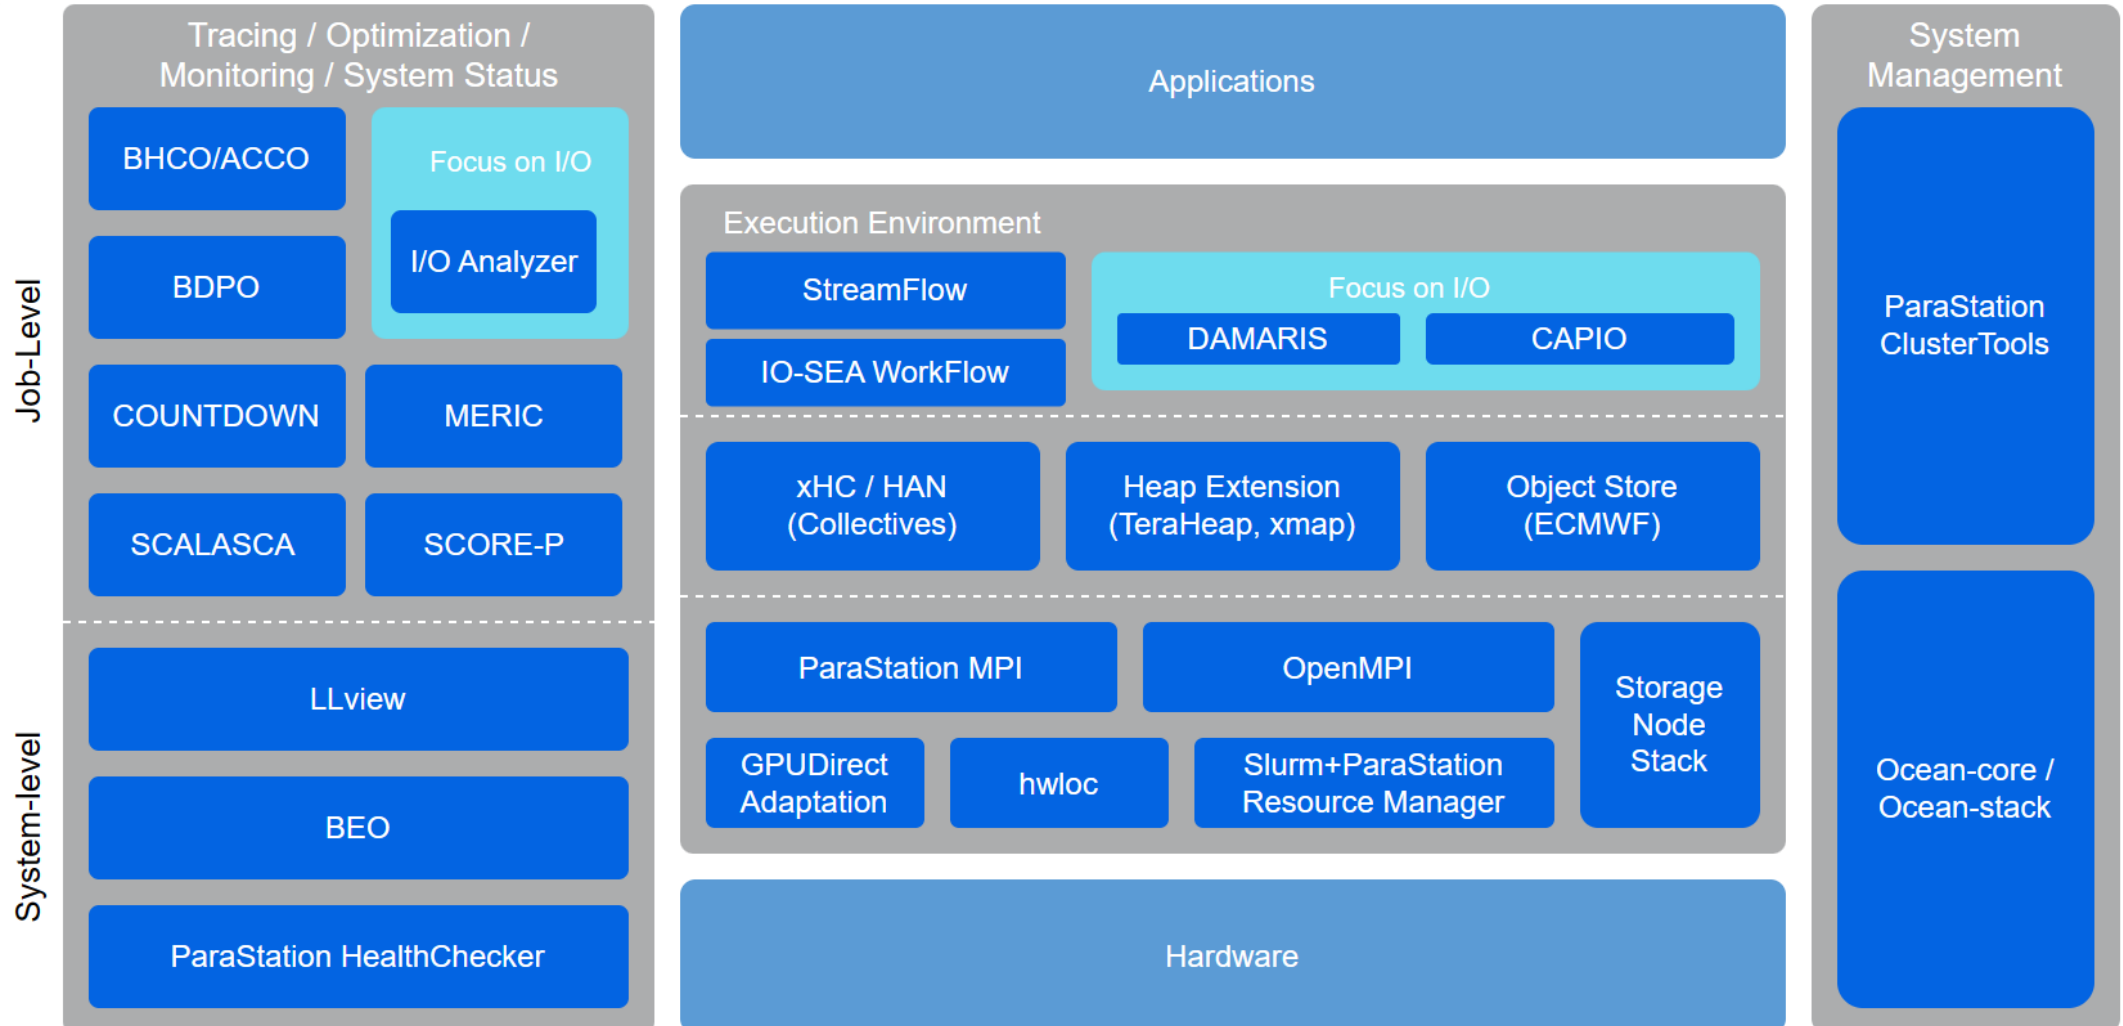 Job-Level
System-level
Tracing / Optimization /
Monitoring / System Status
BHCO/ACCO
Focus on I/O
I/O Analyzer
BDPO
COUNTDOWN
MERIC
SCALASCA
SCORE-P
LLview
BEO
ParaStation HealthChecker
Applications
Execution Environment
StreamFlow
IO-SEA WorkFlow
Focus on I/O
DAMARIS
CAPIO
xHC / HAN
(Collectives)
Heap Extension
(TeraHeap, xmap)
Object Store
(ECMWF)
ParaStation MPI
OpenMPI
Storage
Node
Stack
GPUDirect
Adaptation
hwloc
Slurm+ParaStation
Resource Manager
Hardware
System
Management
ParaStation
ClusterTools
Ocean-core /
Ocean-stack